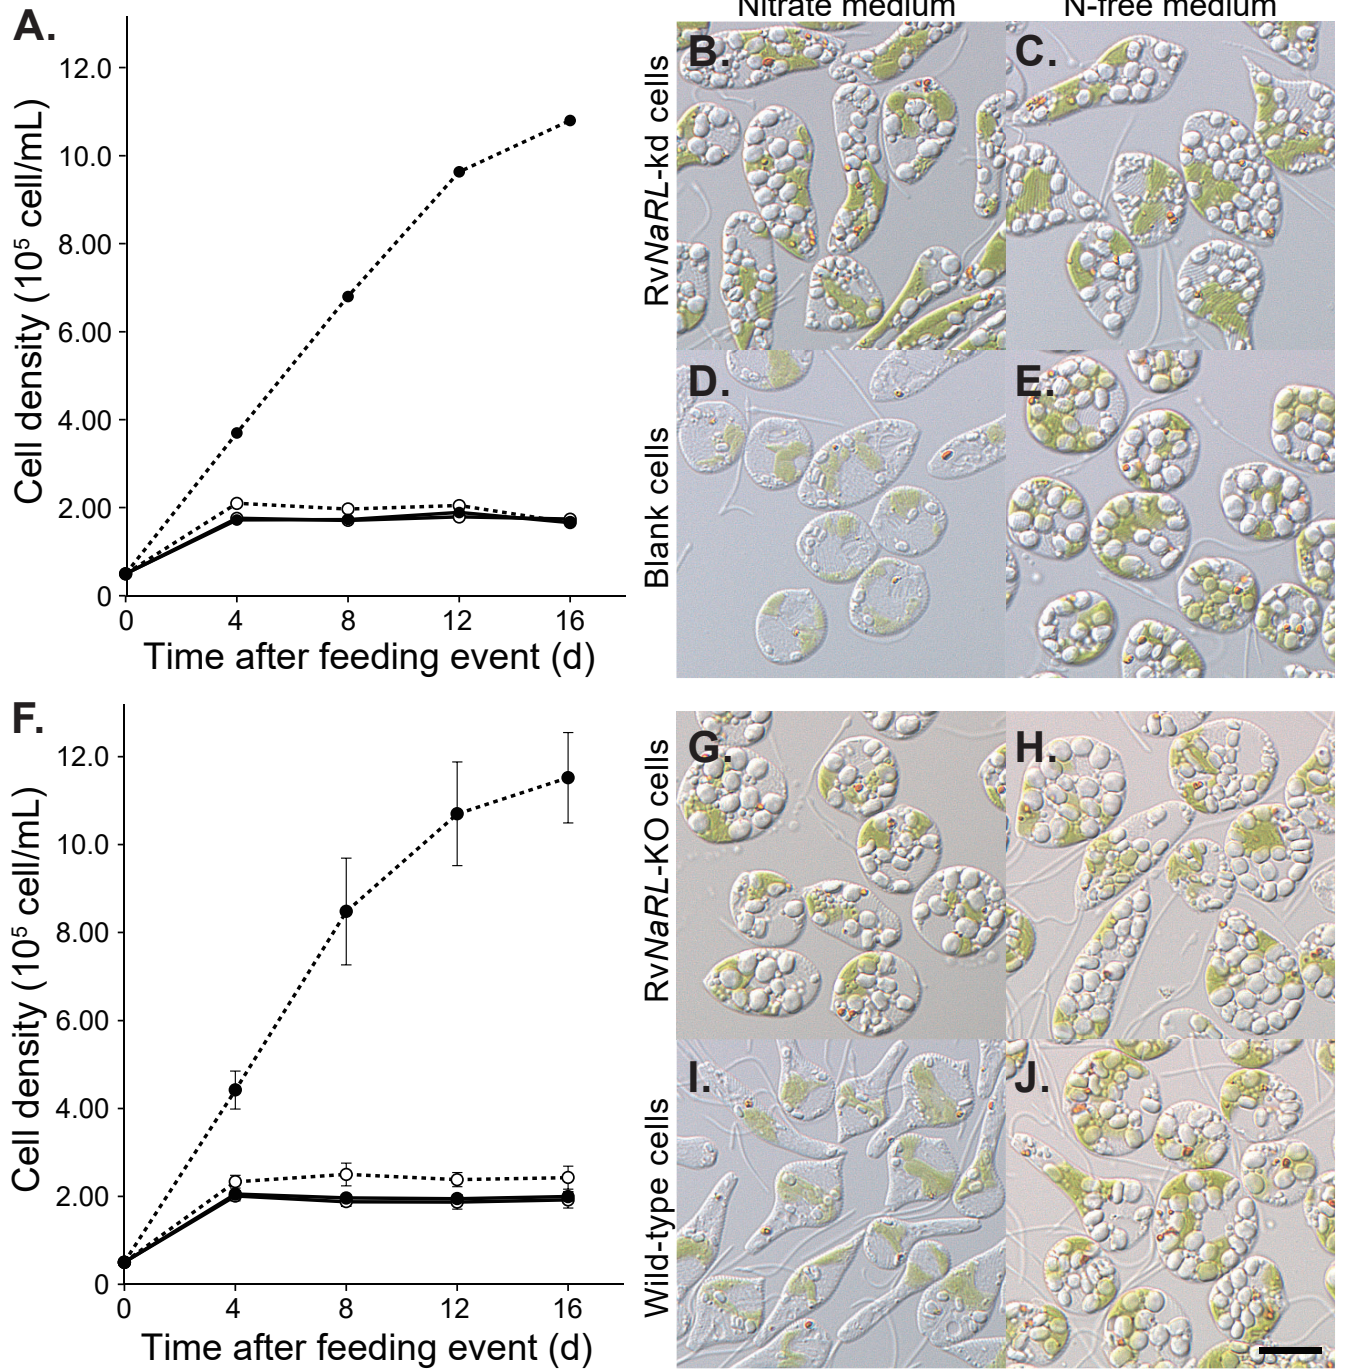 A.
Cell density (10⁵ cell/mL)
12.0
10.0
8.00
6.00
4.00
2.00
0
0 4 8 12 16
Time after feeding event (d)
Nitrate medium N-free medium
RvNaRL-kd cells
B. C.
Blank cells
D. E.
F.
Cell density (10⁵ cell/mL)
12.0
10.0
8.00
6.00
4.00
2.00
0
0 4 8 12 16
Time after feeding event (d)
RvNaRL-KO cells
G. H.
Wild-type cells
I. J.